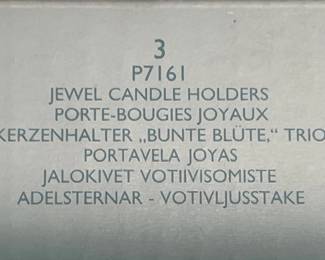 3
P7161
JEWEL CANDLE HOLDERS
PORTE-BOUGIES JOYAUX
KERZENHALTER „BUNTE BLÜTE,“ TRIO
PORTAVELA JOYAS
JALOKIVET VOTIIVISOMISTE
ADELSTERNAR - VOTIVLJUSSTAKE